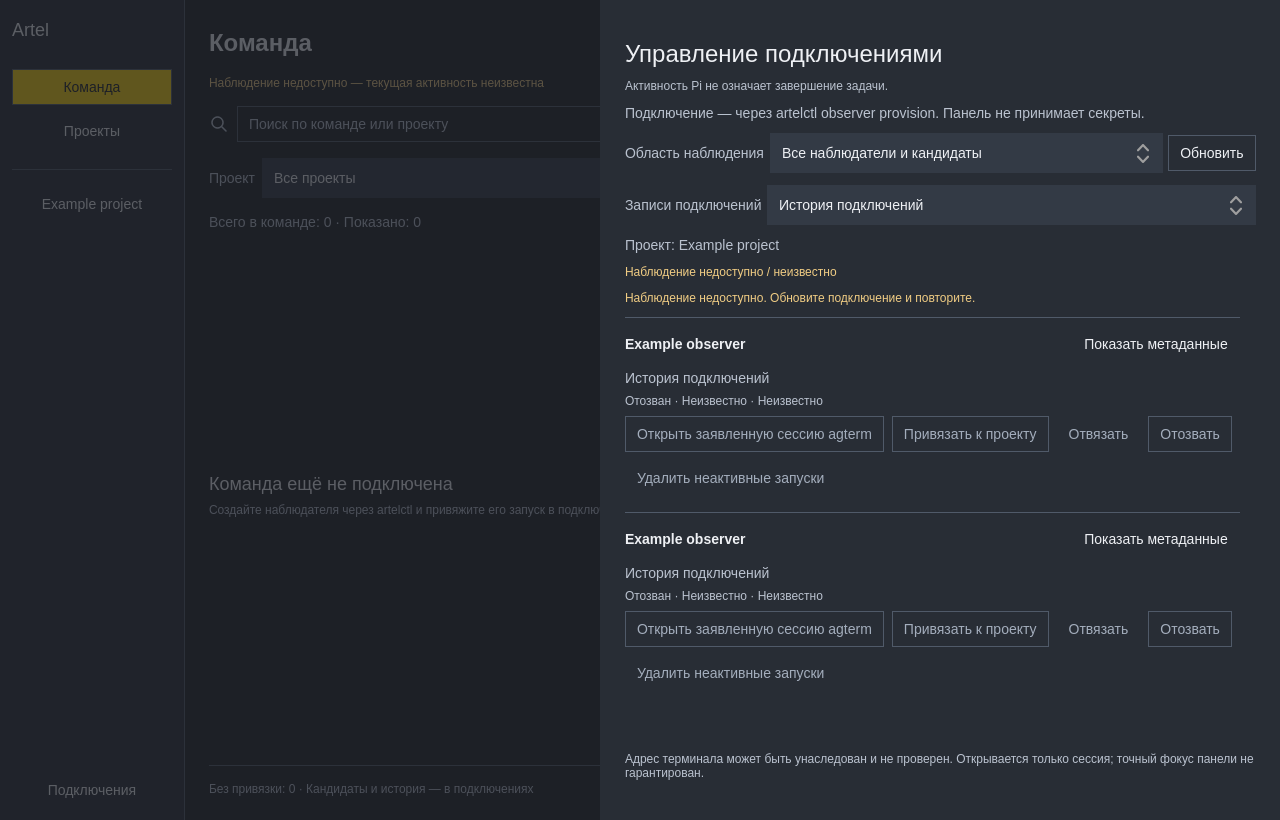 Artel
Команда
Проекты
Example project
Подключения
Команда
Наблюдение недоступно — текущая активность неизвестна
Поиск по команде или проекту
Проект Все проекты
Всего в команде: 0 · Показано: 0
Команда ещё не подключена
Создайте наблюдателя через artelctl и привяжите его запуск в подклю
Без привязки: 0 · Кандидаты и история — в подключениях
Управление подключениями
Активность Pi не означает завершение задачи.
Подключение — через artelctl observer provision. Панель не принимает секреты.
Область наблюдения Все наблюдатели и кандидаты Обновить
Записи подключений История подключений
Проект: Example project
Наблюдение недоступно / неизвестно
Наблюдение недоступно. Обновите подключение и повторите.
Example observer Показать метаданные
История подключений
Отозван · Неизвестно · Неизвестно
Открыть заявленную сессию agterm Привязать к проекту Отвязать Отозвать
Удалить неактивные запуски
Example observer Показать метаданные
История подключений
Отозван · Неизвестно · Неизвестно
Открыть заявленную сессию agterm Привязать к проекту Отвязать Отозвать
Удалить неактивные запуски
Адрес терминала может быть унаследован и не проверен. Открывается только сессия; точный фокус панели не
гарантирован.